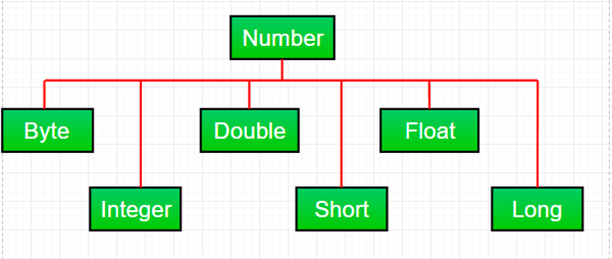 Number
Byte
Double
Float
Integer
Short
Long